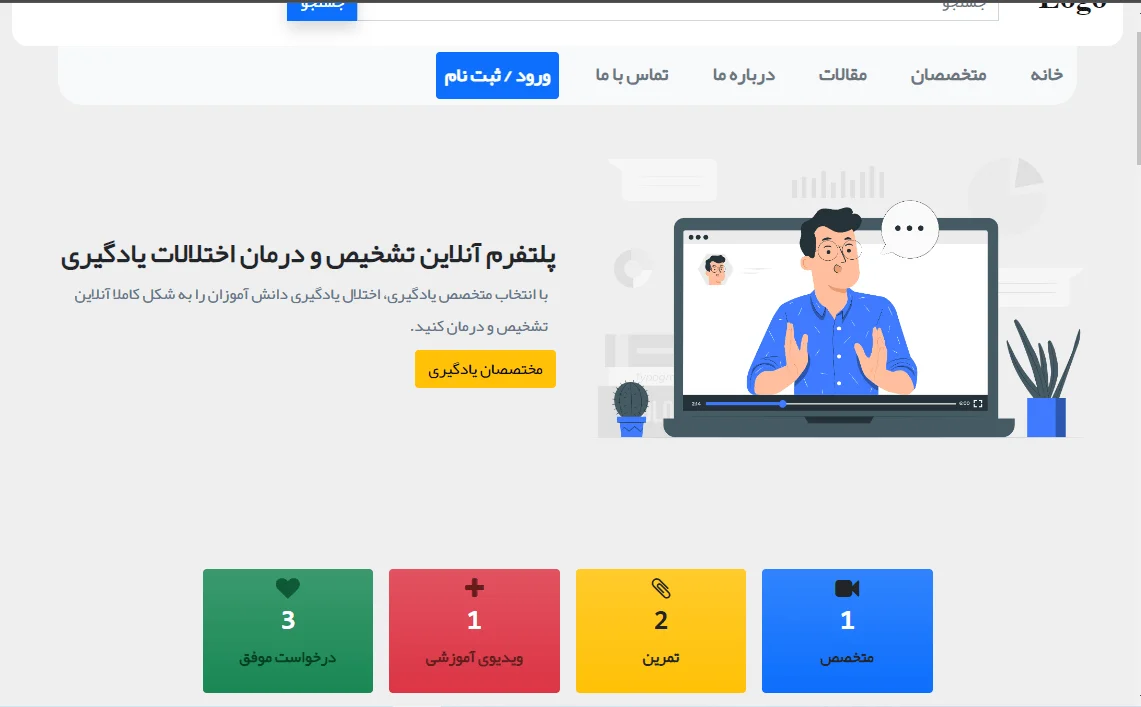 Logo
جستجو
جستجو
خانه
متخصصان
مقالات
درباره ما
تماس با ما
ورود / ثبت نام
پلتفرم آنلاین تشخیص و درمان اختلالات یادگیری
با انتخاب متخصص یادگیری، اختلال یادگیری دانش آموزان را به شکل کاملا آنلاین
تشخیص و درمان کنید.
مختصصان یادگیری
1
متخصص
2
تمرین
1
ویدیوی آموزشی
3
درخواست موفق